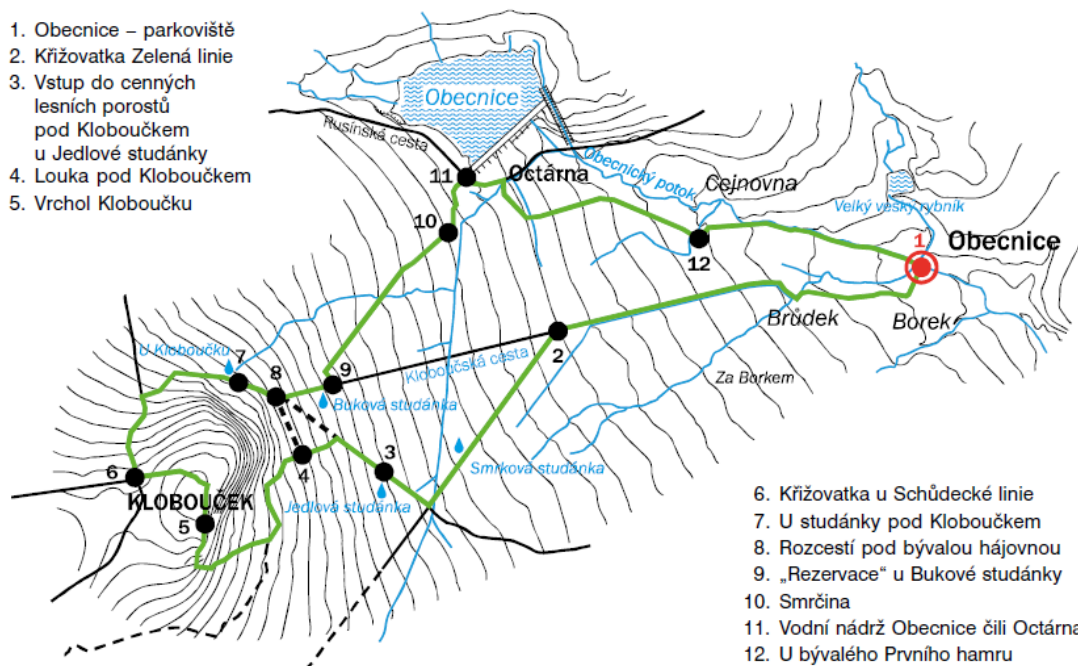 1. Obecnice – parkoviště
2. Křižovatka Zelená linie
3. Vstup do cenných
lesních porostů
pod Kloboučkem
u Jedlové studánky
4. Louka pod Kloboučkem
5. Vrchol Kloboučku
Obecnice
Rusínská cesta
11
Octárna
Obecnický potok
Cejnovna
Velký veský rybník
10
12
1
Obecnice
Brůdek
Borek
2
Kloboučská cesta
Za Borkem
U Kloboučku
7
8
9
Buková studánka
3
4
Smrková studánka
Jedlová studánka
6
KLOBOUČEK
5
6. Křižovatka u Schůdecké linie
7. U studánky pod Kloboučkem
8. Rozcestí pod bývalou hájovnou
9. „Rezervace“ u Bukové studánky
10. Smrčina
11. Vodní nádrž Obecnice čili Octárna
12. U bývalého Prvního hamru